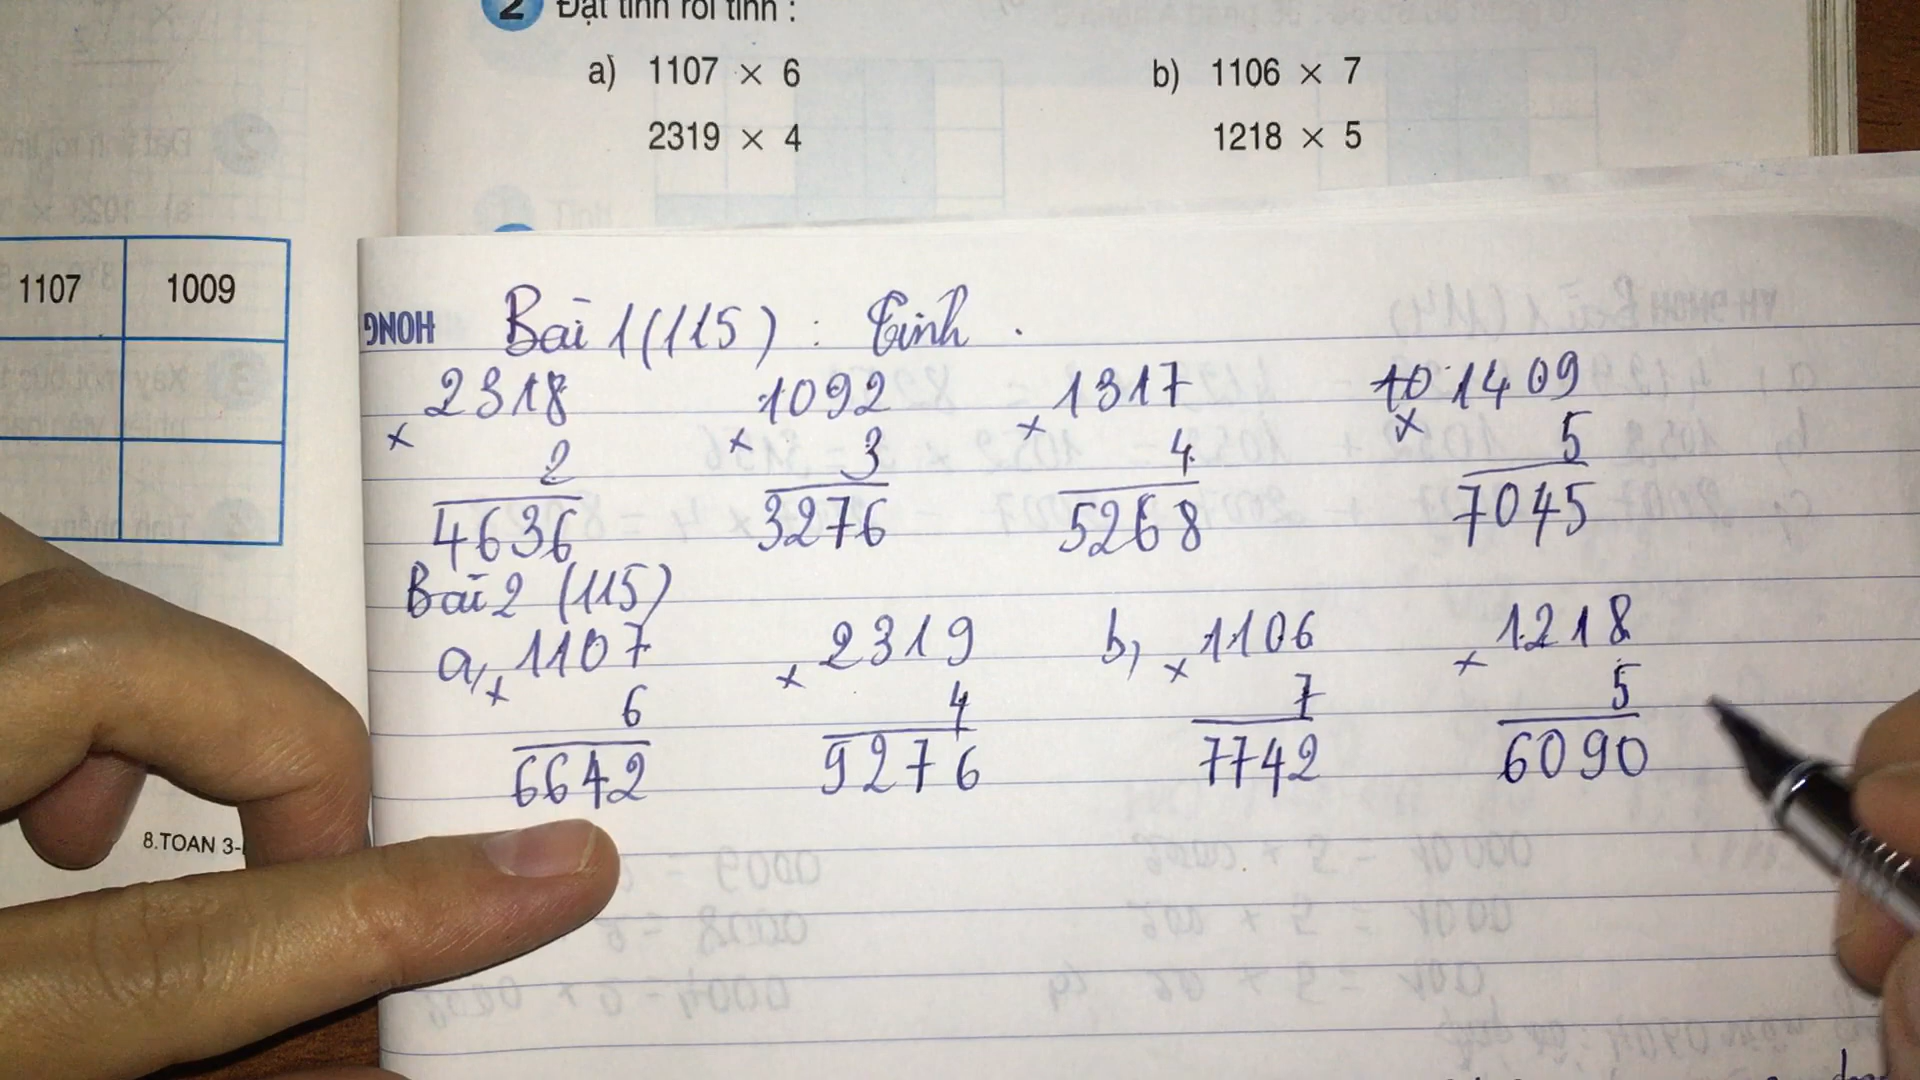 2 Đặt tính rồi tính :
a) 1107 × 6 b) 1106 × 7
2319 × 4 1218 × 5
1107 1009
HONG
Bài 1 (115) : Tính .
2318 1092 1317 1409
× 2 × 3 × 4 × 5
4636 3276 5268 7045
Bài 2 (115)
a, 1107 2319 b, 1106 1218
× 6 × 4 × 7 × 5
6642 9276 7742 6090
8.TOAN 3-